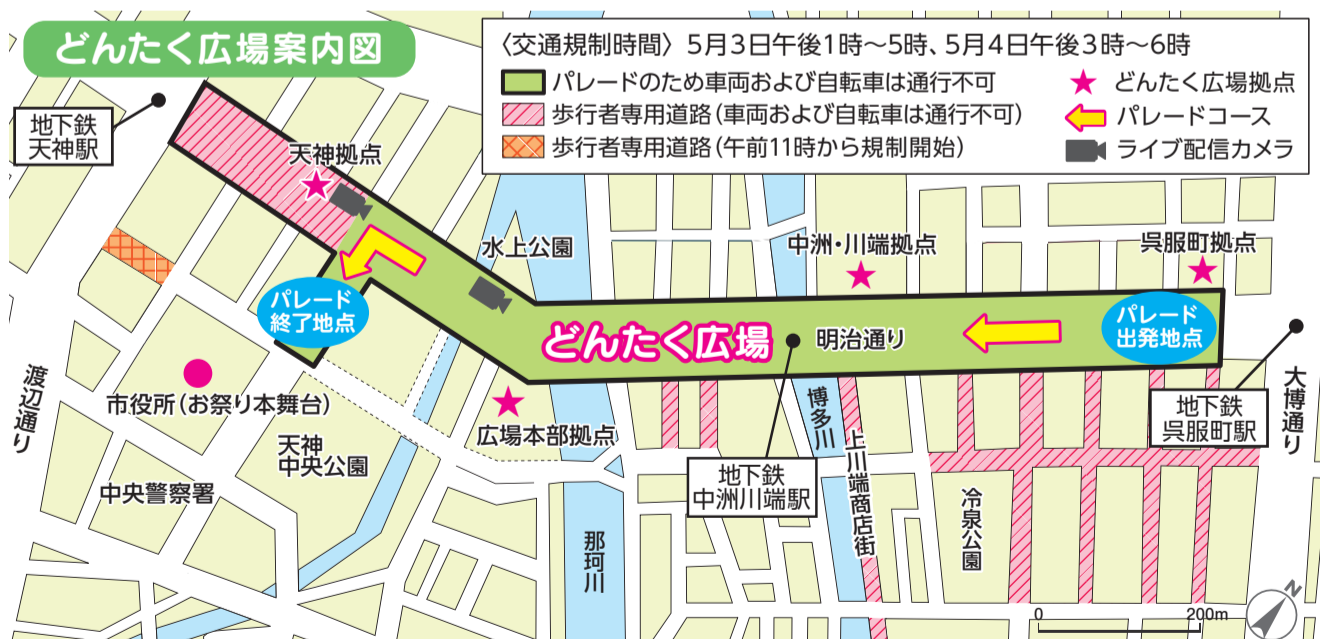 どんたく広場案内図
〈交通規制時間〉5月3日午後1時～5時、5月4日午後3時～6時
パレードのため車両および自転車は通行不可
歩行者専用道路(車両および自転車は通行不可)
歩行者専用道路(午前11時から規制開始)
どんたく広場拠点
パレードコース
ライブ配信カメラ
地下鉄
天神駅
天神拠点
水上公園
中洲・川端拠点
呉服町拠点
パレード
終了地点
どんたく広場
明治通り
パレード
出発地点
渡辺通り
市役所(お祭り本舞台)
天神
中央公園
中央警察署
広場本部拠点
那珂川
地下鉄
中洲川端駅
博多川
上川端商店街
冷泉公園
地下鉄
呉服町駅
大博通り
0 200m
N